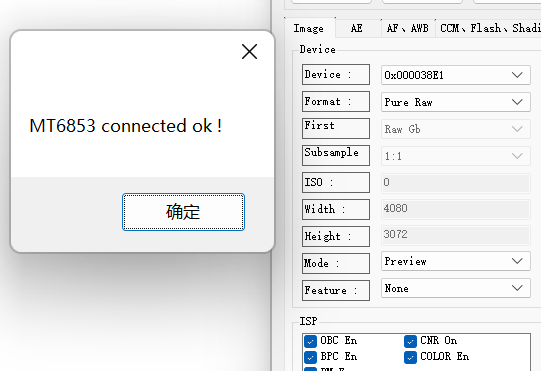 MT6853 connected ok !
确定
Image AE AF、AWB CCM、Flash、Shadi
Device
Device : 0x000038E1
Format : Pure Raw
First Raw Gb
Subsample 1:1
ISO : 0
Width : 4080
Height : 3072
Mode : Preview
Feature : None
ISP
OBC En CNR On
BPC En COLOR En